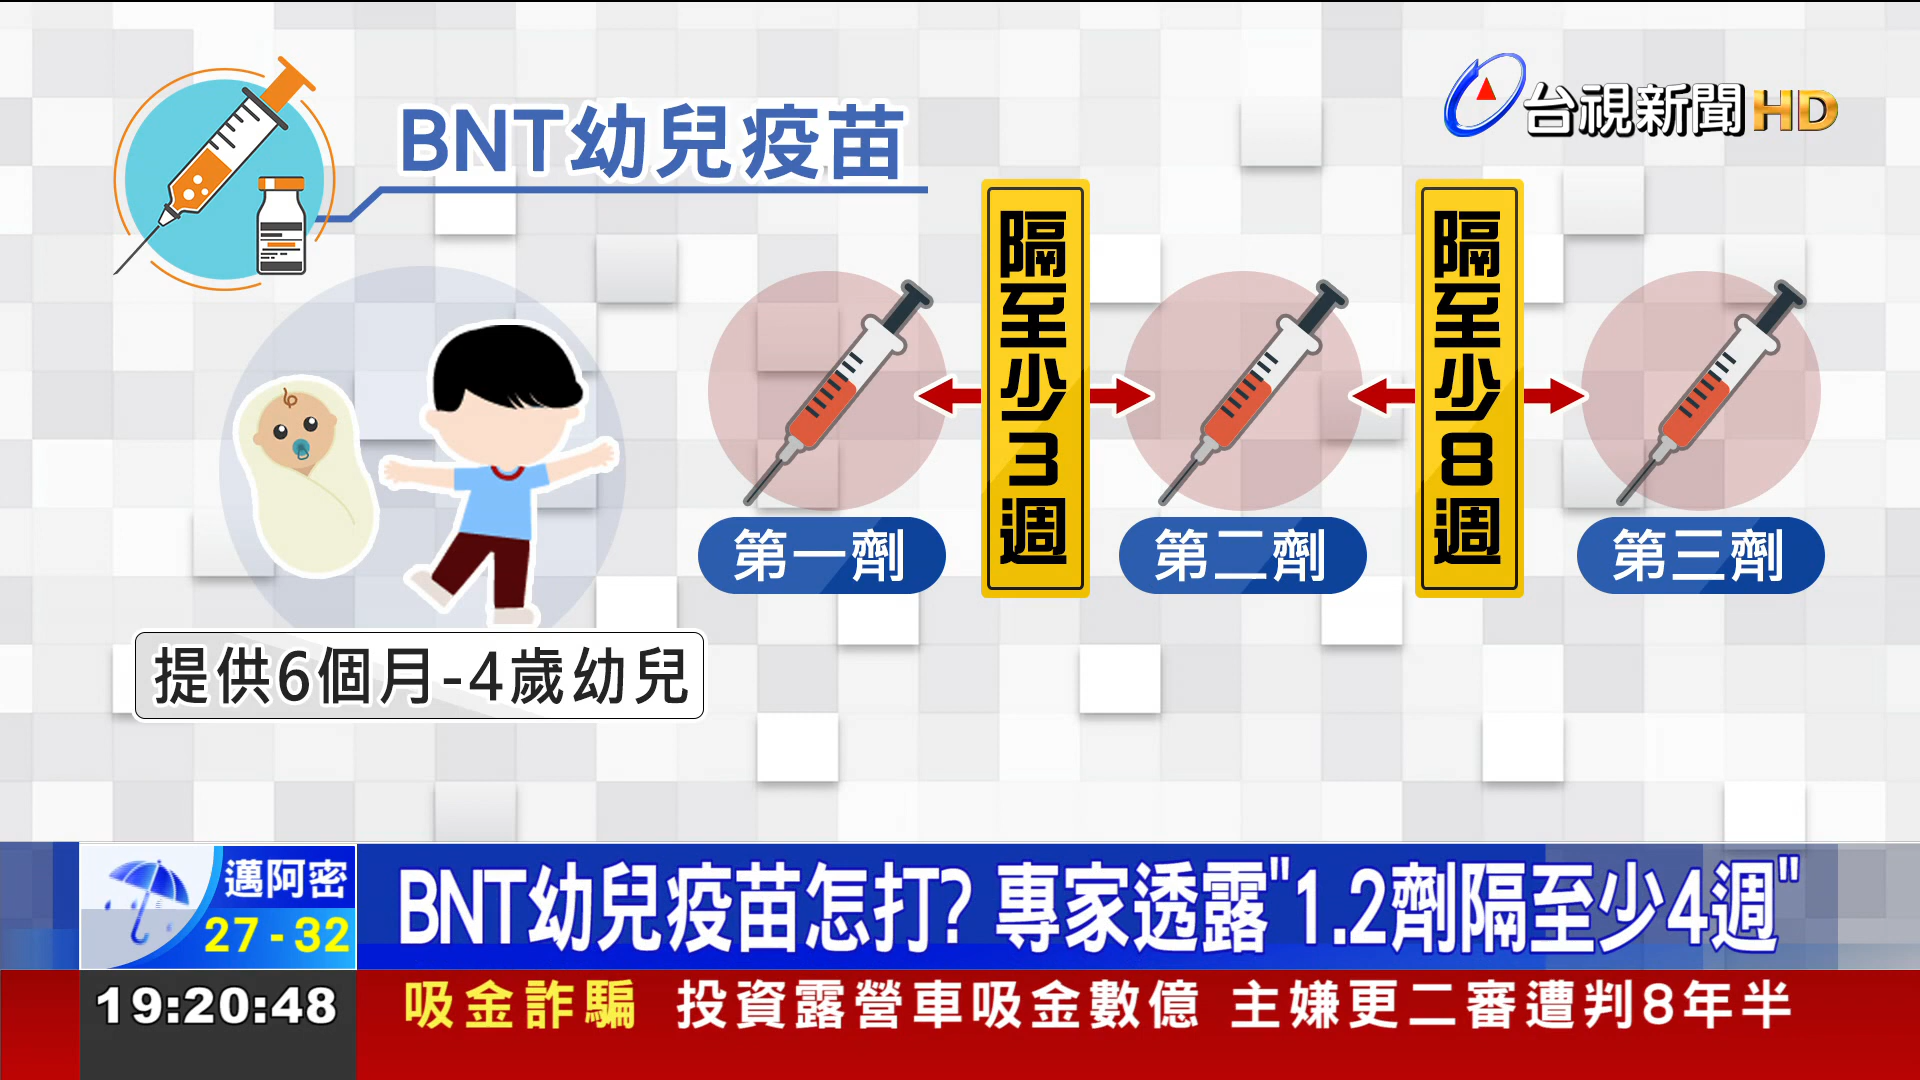 台視新聞HD
BNT幼兒疫苗
隔至少3週
隔至少8週
第一劑
第二劑
第三劑
提供6個月-4歲幼兒
邁阿密
27-32
BNT幼兒疫苗怎打? 專家透露"1.2劑隔至少4週"
19:20:48
吸金詐騙 投資露營車吸金數億 主嫌更二審遭判8年半